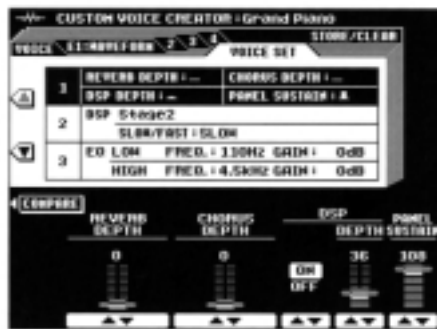 CUSTOM VOICE CREATOR:Grand Piano
STORE/CLEAR
VOICE E1:WAVEFORM 2 3 4 VOICE SET
1 REVERB DEPTH: CHORUS DEPTH:
DSP DEPTH: PANEL SUSTAIN:
2 DSP Stage2
SLOW/FAST:SLOW
3 EQ LOW FREQ.:110Hz GAIN: 0dB
HIGH FREQ.:4.5kHz GAIN: 0dB
COMPARE
REVERB DEPTH
CHORUS DEPTH
DSP
DEPTH
PANEL SUSTAIN
0 0 36 108
ON
OFF